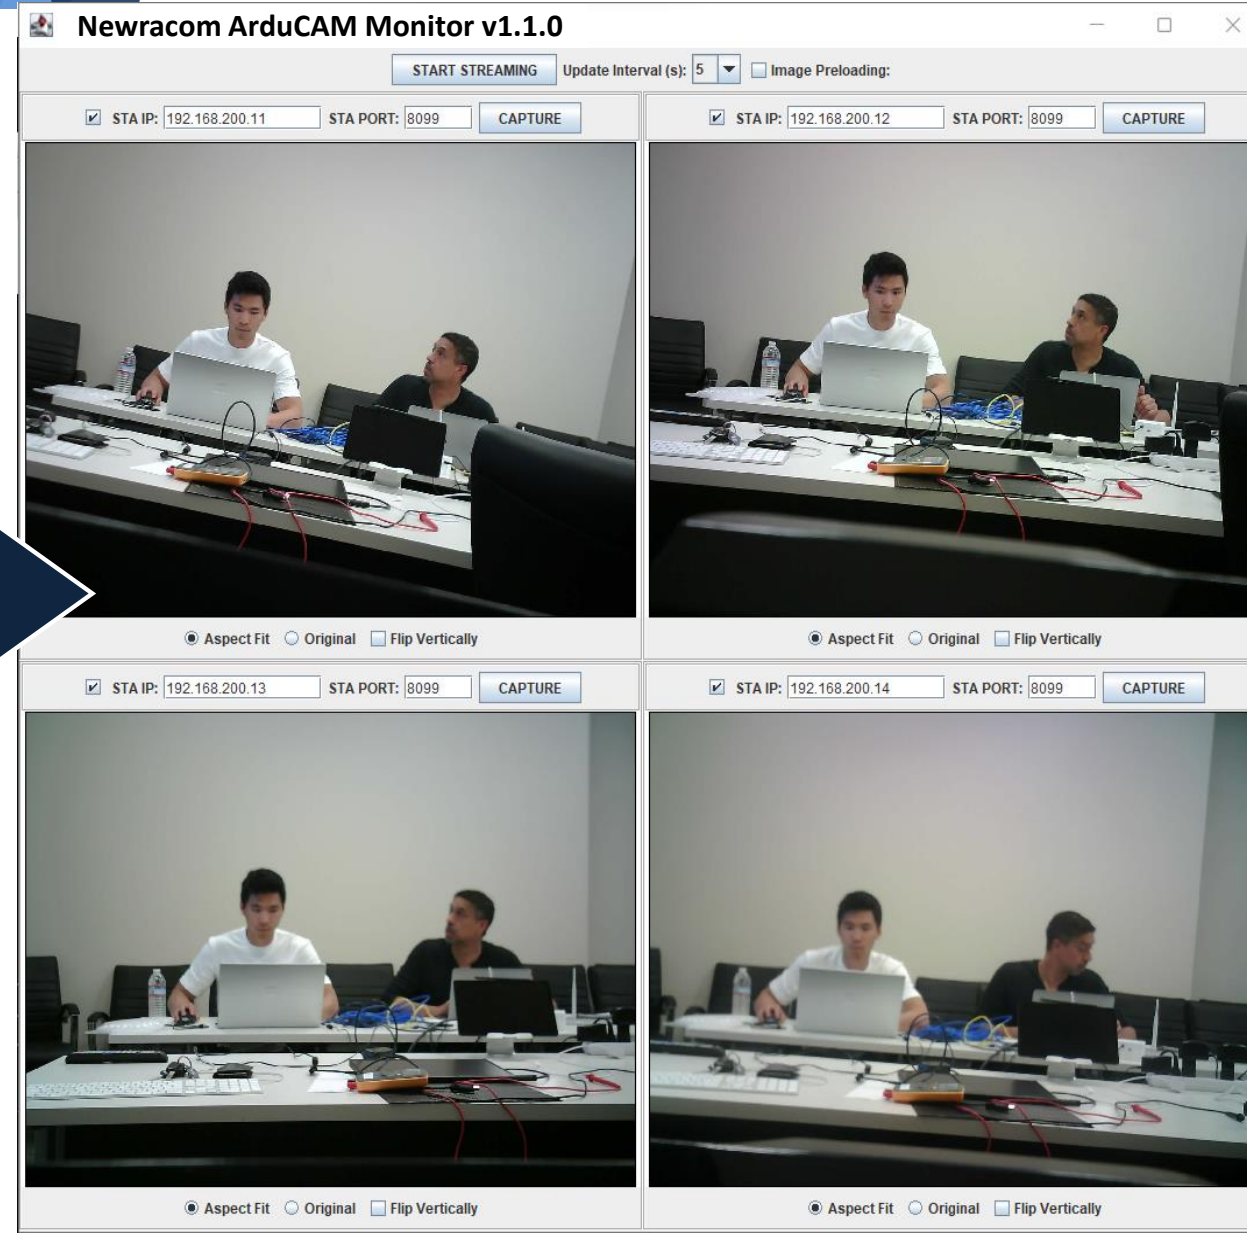 Newracom ArduCAM Monitor v1.1.0
START STREAMING Update Interval (s): 5 Image Preloading:
STA IP: 192.168.200.11 STA PORT: 8099 CAPTURE
STA IP: 192.168.200.12 STA PORT: 8099 CAPTURE
Aspect Fit Original Flip Vertically
Aspect Fit Original Flip Vertically
STA IP: 192.168.200.13 STA PORT: 8099 CAPTURE
STA IP: 192.168.200.14 STA PORT: 8099 CAPTURE
Aspect Fit Original Flip Vertically
Aspect Fit Original Flip Vertically